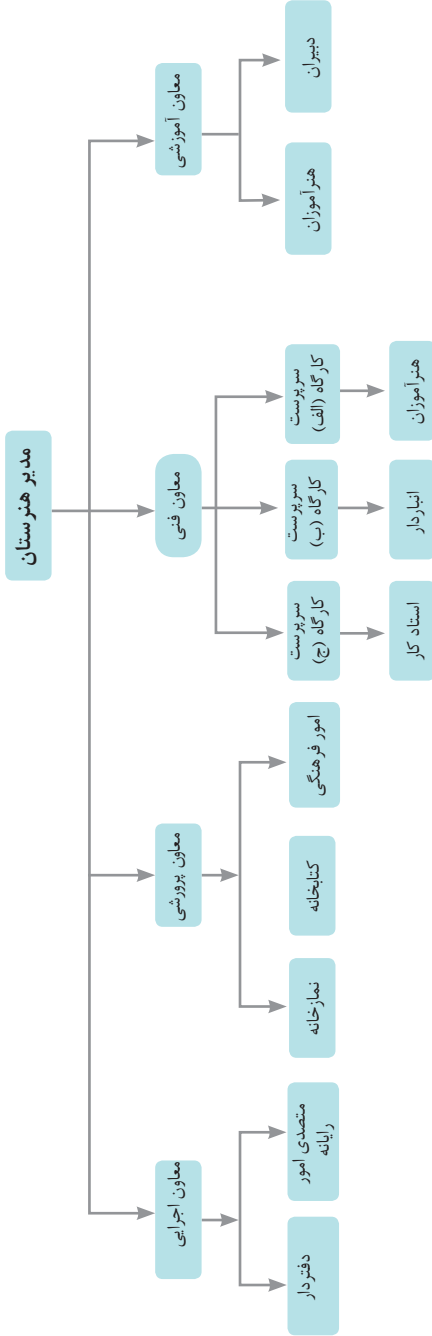 مدیر هنرستان
معاون آموزشی
معاون فنی
معاون پرورشی
معاون اجرایی
دبیران
هنرآموزان
سرپرست
کارگاه (الف)
سرپرست
کارگاه (ب)
سرپرست
کارگاه (ج)
امور فرهنگی
کتابخانه
نمازخانه
متصدی امور
رایانه
دفتردار
هنرآموزان
انباردار
استاد کار